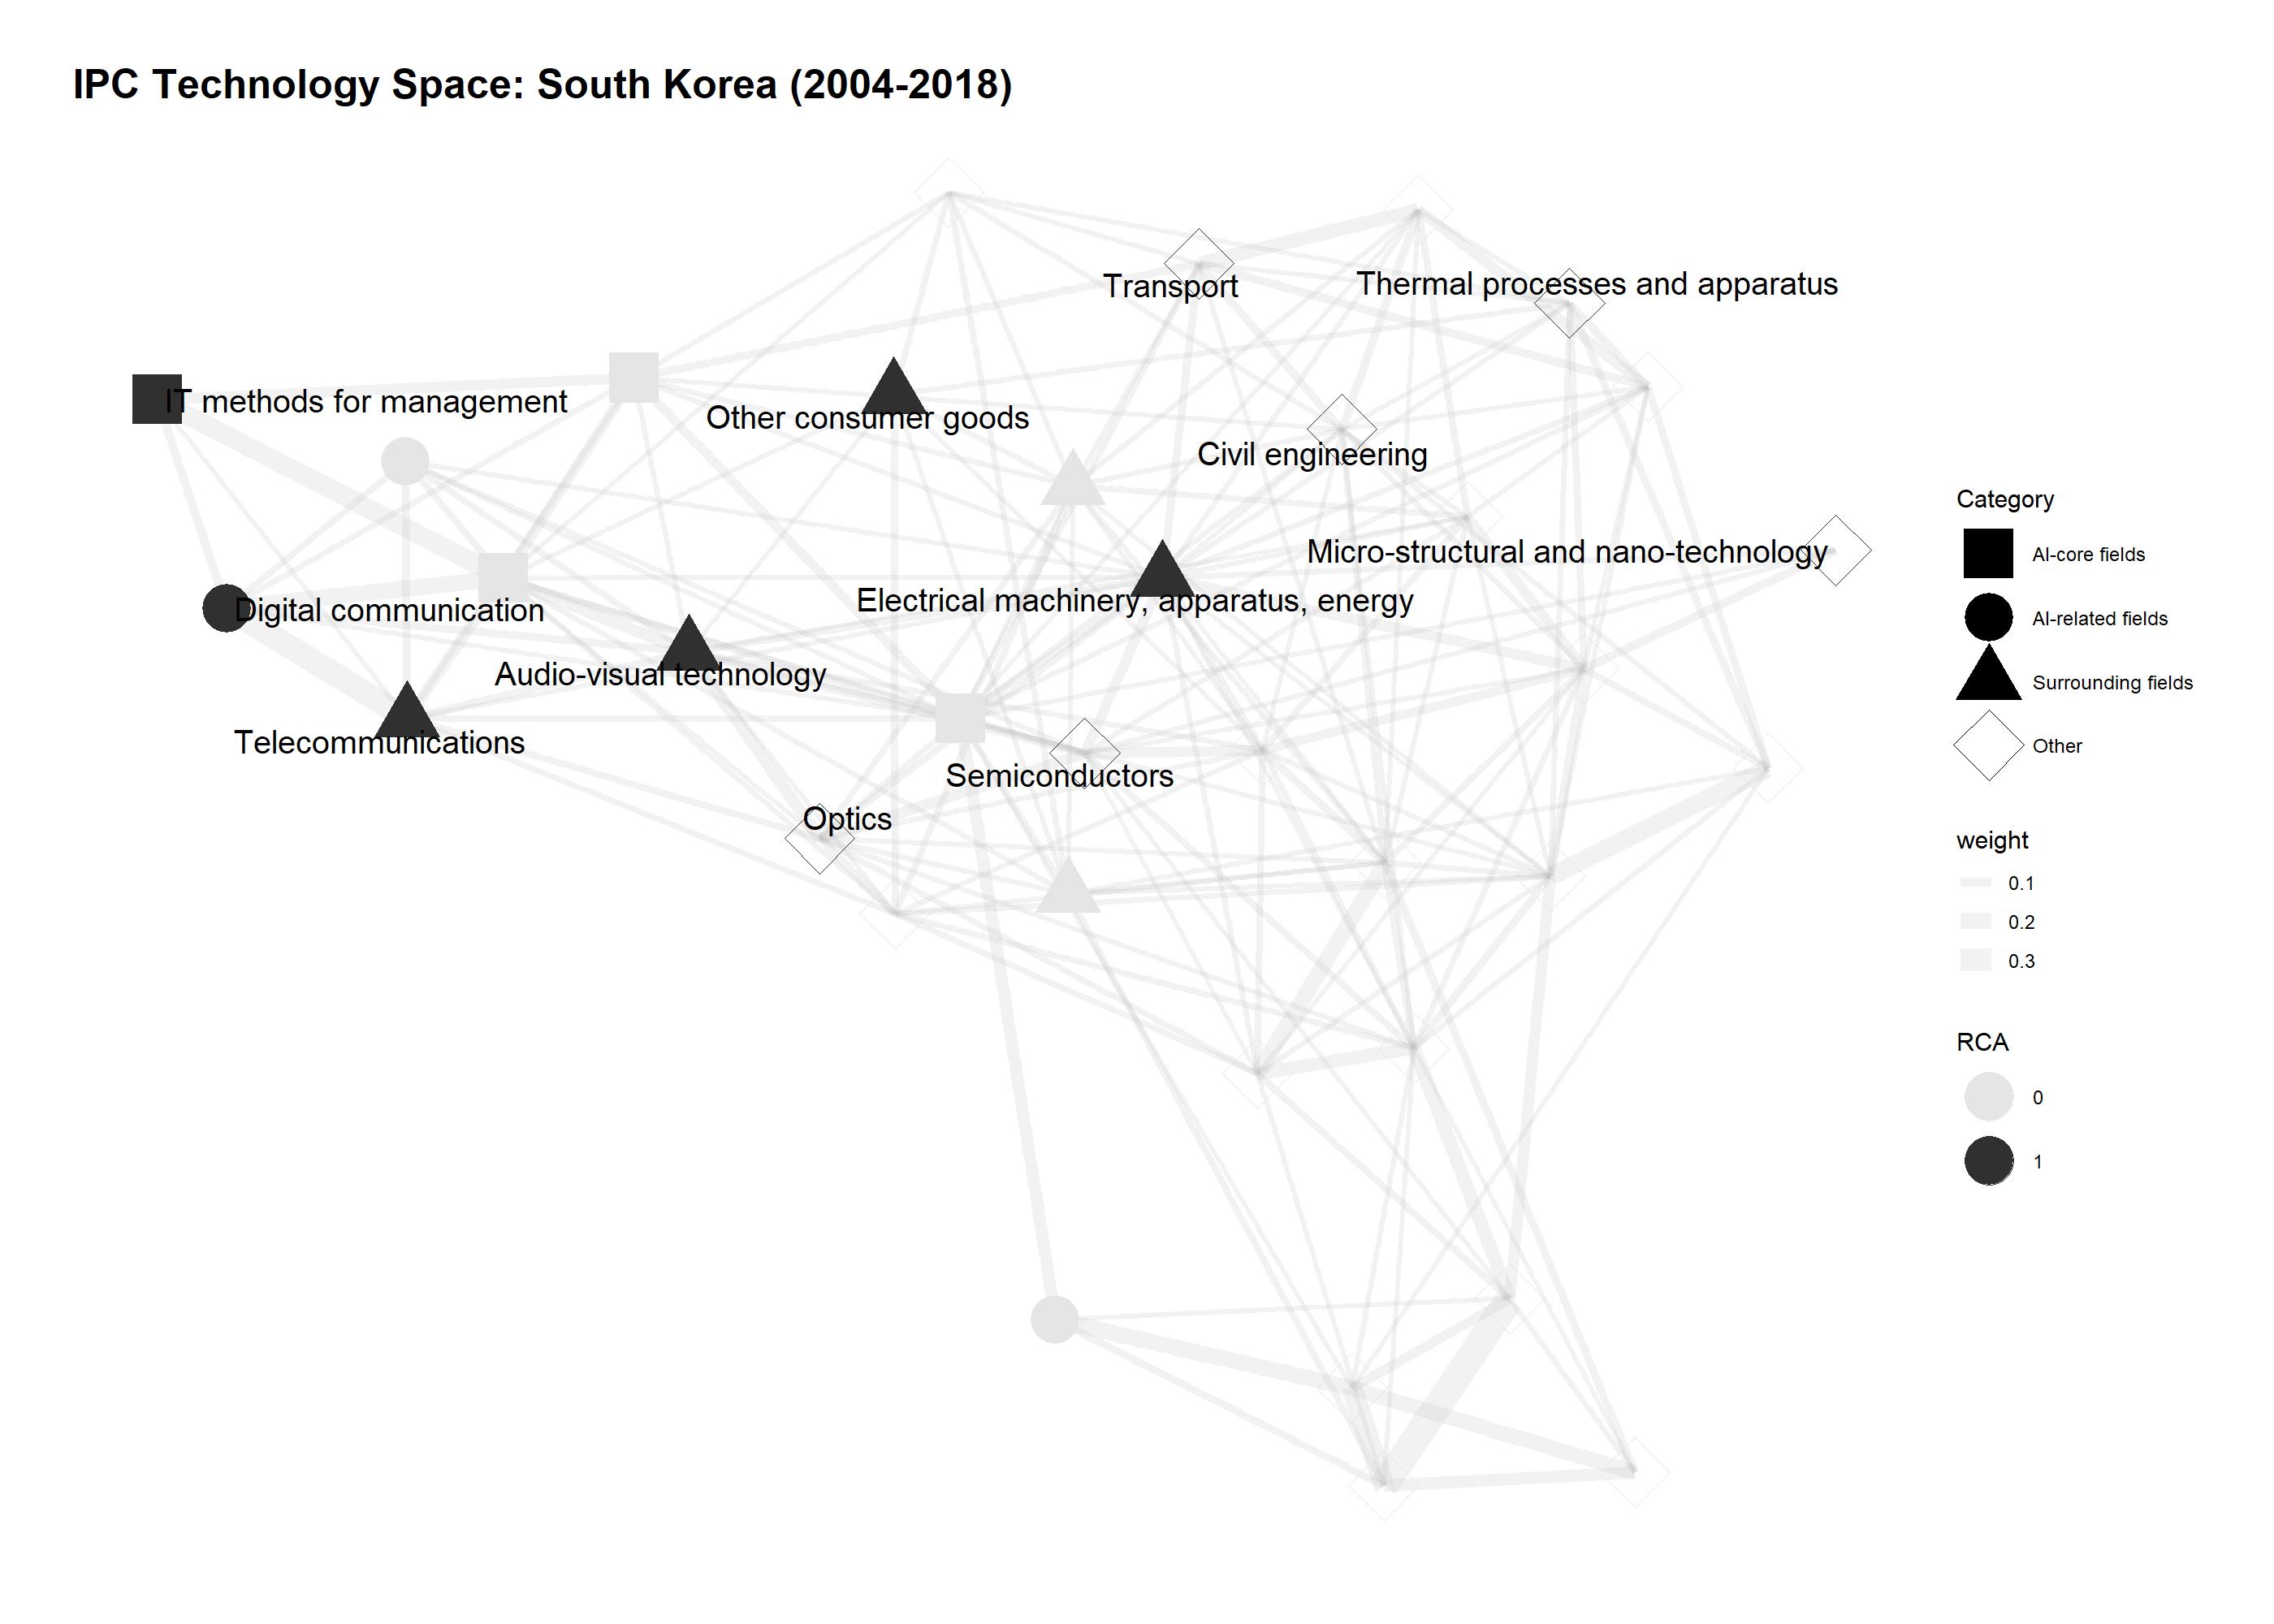 IPC Technology Space: South Korea (2004-2018)
Transport
Thermal processes and apparatus
IT methods for management
Other consumer goods
Civil engineering
Micro-structural and nano-technology
Digital communication
Electrical machinery, apparatus, energy
Audio-visual technology
Telecommunications
Semiconductors
Optics
Category
AI-core fields
AI-related fields
Surrounding fields
Other
weight
0.1
0.2
0.3
RCA
0
1